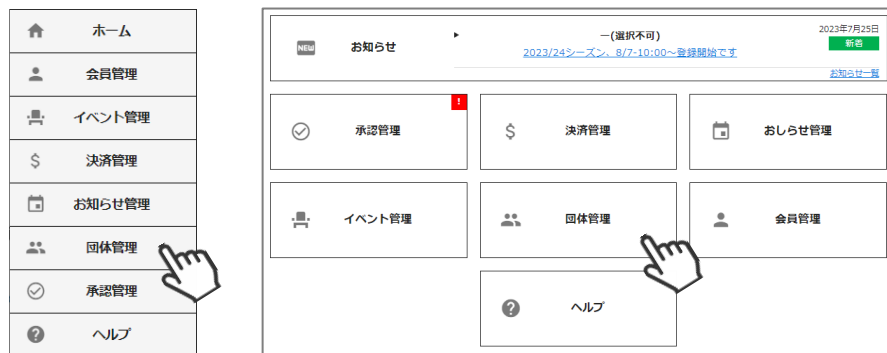 ホーム
会員管理
イベント管理
$
決済管理
お知らせ管理
団体管理
承認管理
?
ヘルプ
NEW
お知らせ
ー(選択不可)
2023/24シーズン、8/7-10:00～登録開始です
2023年7月25日
新着
お知らせ一覧
!
承認管理
$
決済管理
おしらせ管理
イベント管理
団体管理
会員管理
?
ヘルプ